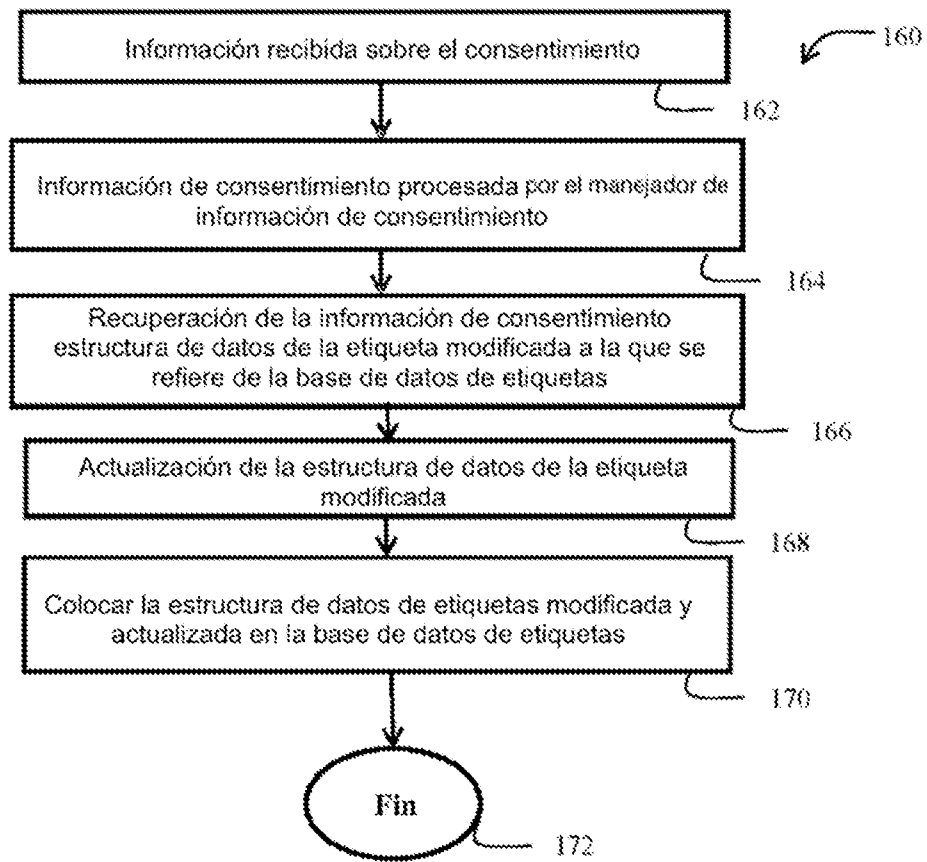 Información recibida sobre el consentimiento
160
162
Información de consentimiento procesada por el manejador de
información de consentimiento
164
Recuperación de la información de consentimiento
estructura de datos de la etiqueta modificada a la que se
refiere de la base de datos de etiquetas
166
Actualización de la estructura de datos de la etiqueta
modificada
168
Colocar la estructura de datos de etiquetas modificada y
actualizada en la base de datos de etiquetas
170
Fin
172